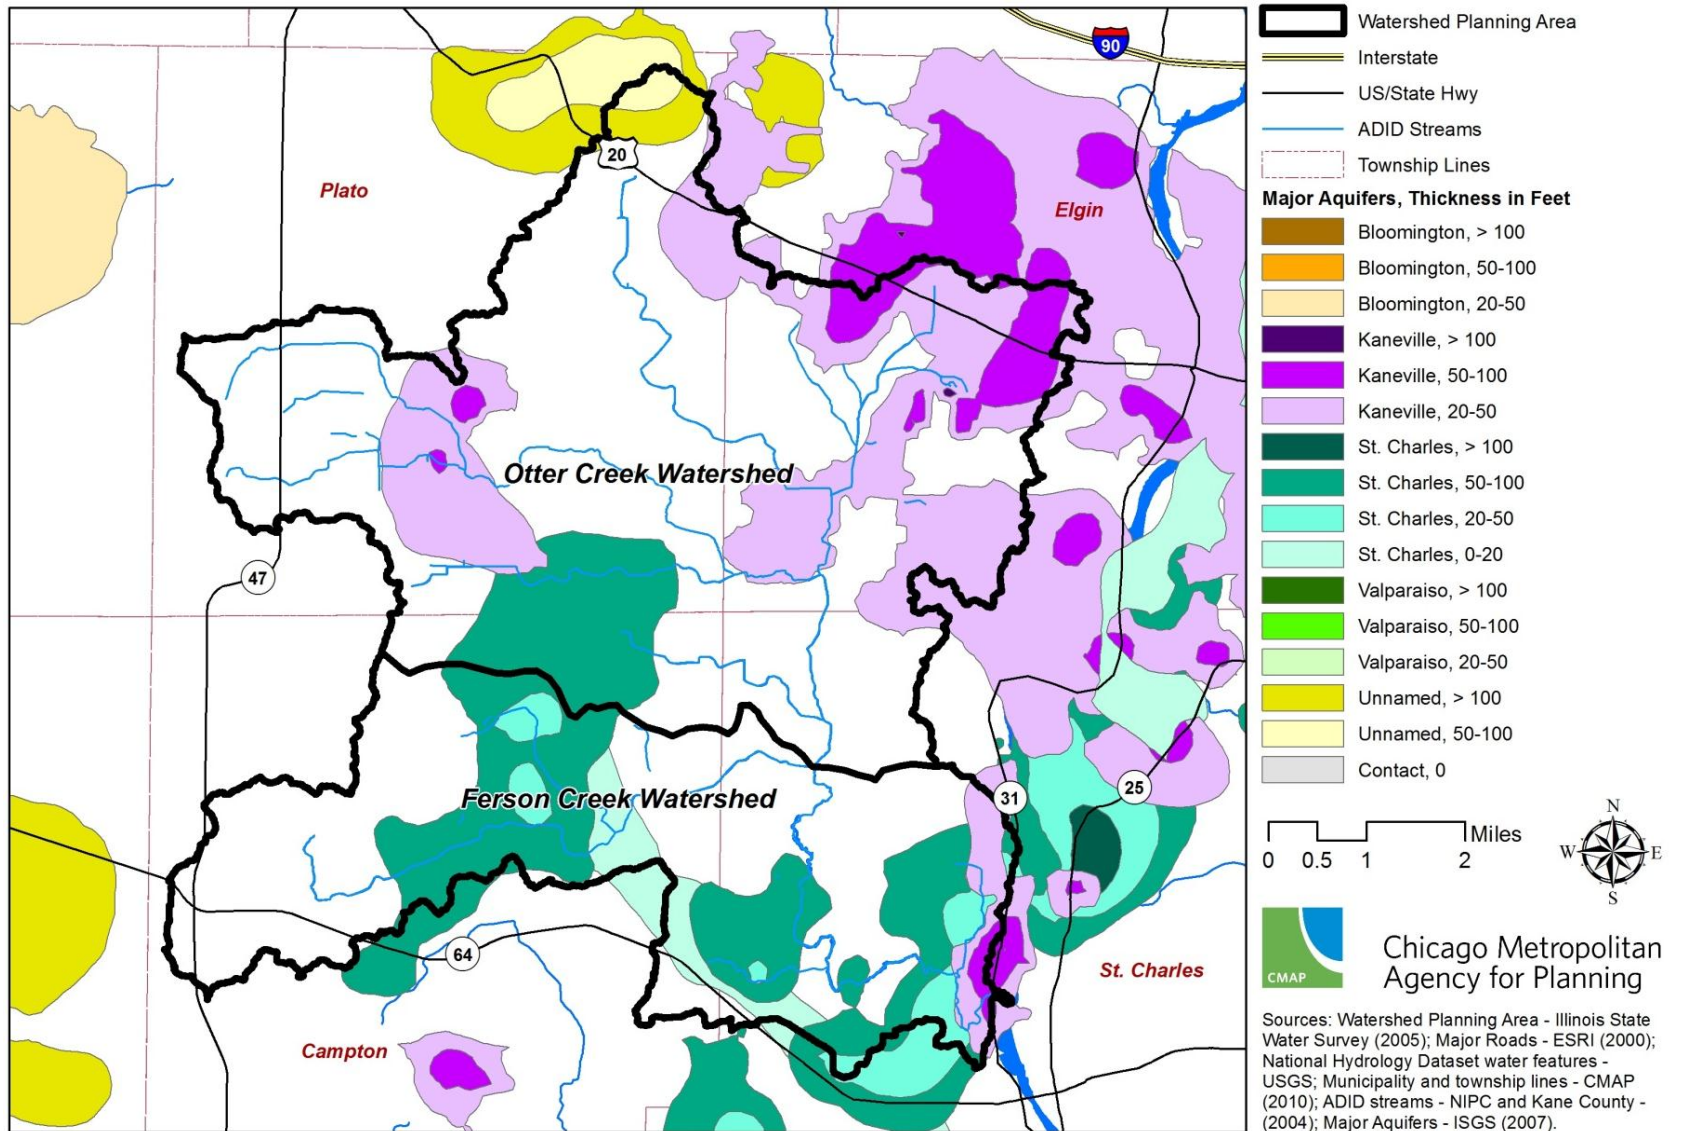 90
20
Plato
Elgin
Otter Creek Watershed
47
Ferson Creek Watershed
31
25
64
St. Charles
Campton
Watershed Planning Area
Interstate
US/State Hwy
ADID Streams
Township Lines
Major Aquifers, Thickness in Feet
Bloomington, > 100
Bloomington, 50-100
Bloomington, 20-50
Kaneville, > 100
Kaneville, 50-100
Kaneville, 20-50
St. Charles, > 100
St. Charles, 50-100
St. Charles, 20-50
St. Charles, 0-20
Valparaiso, > 100
Valparaiso, 50-100
Valparaiso, 20-50
Unnamed, > 100
Unnamed, 50-100
Contact, 0
Miles
0 0.5 1 2
N
W E
S
CMAP
Chicago Metropolitan
Agency for Planning
Sources: Watershed Planning Area - Illinois State
Water Survey (2005); Major Roads - ESRI (2000);
National Hydrology Dataset water features -
USGS; Municipality and township lines - CMAP
(2010); ADID streams - NIPC and Kane County -
(2004); Major Aquifers - ISGS (2007).